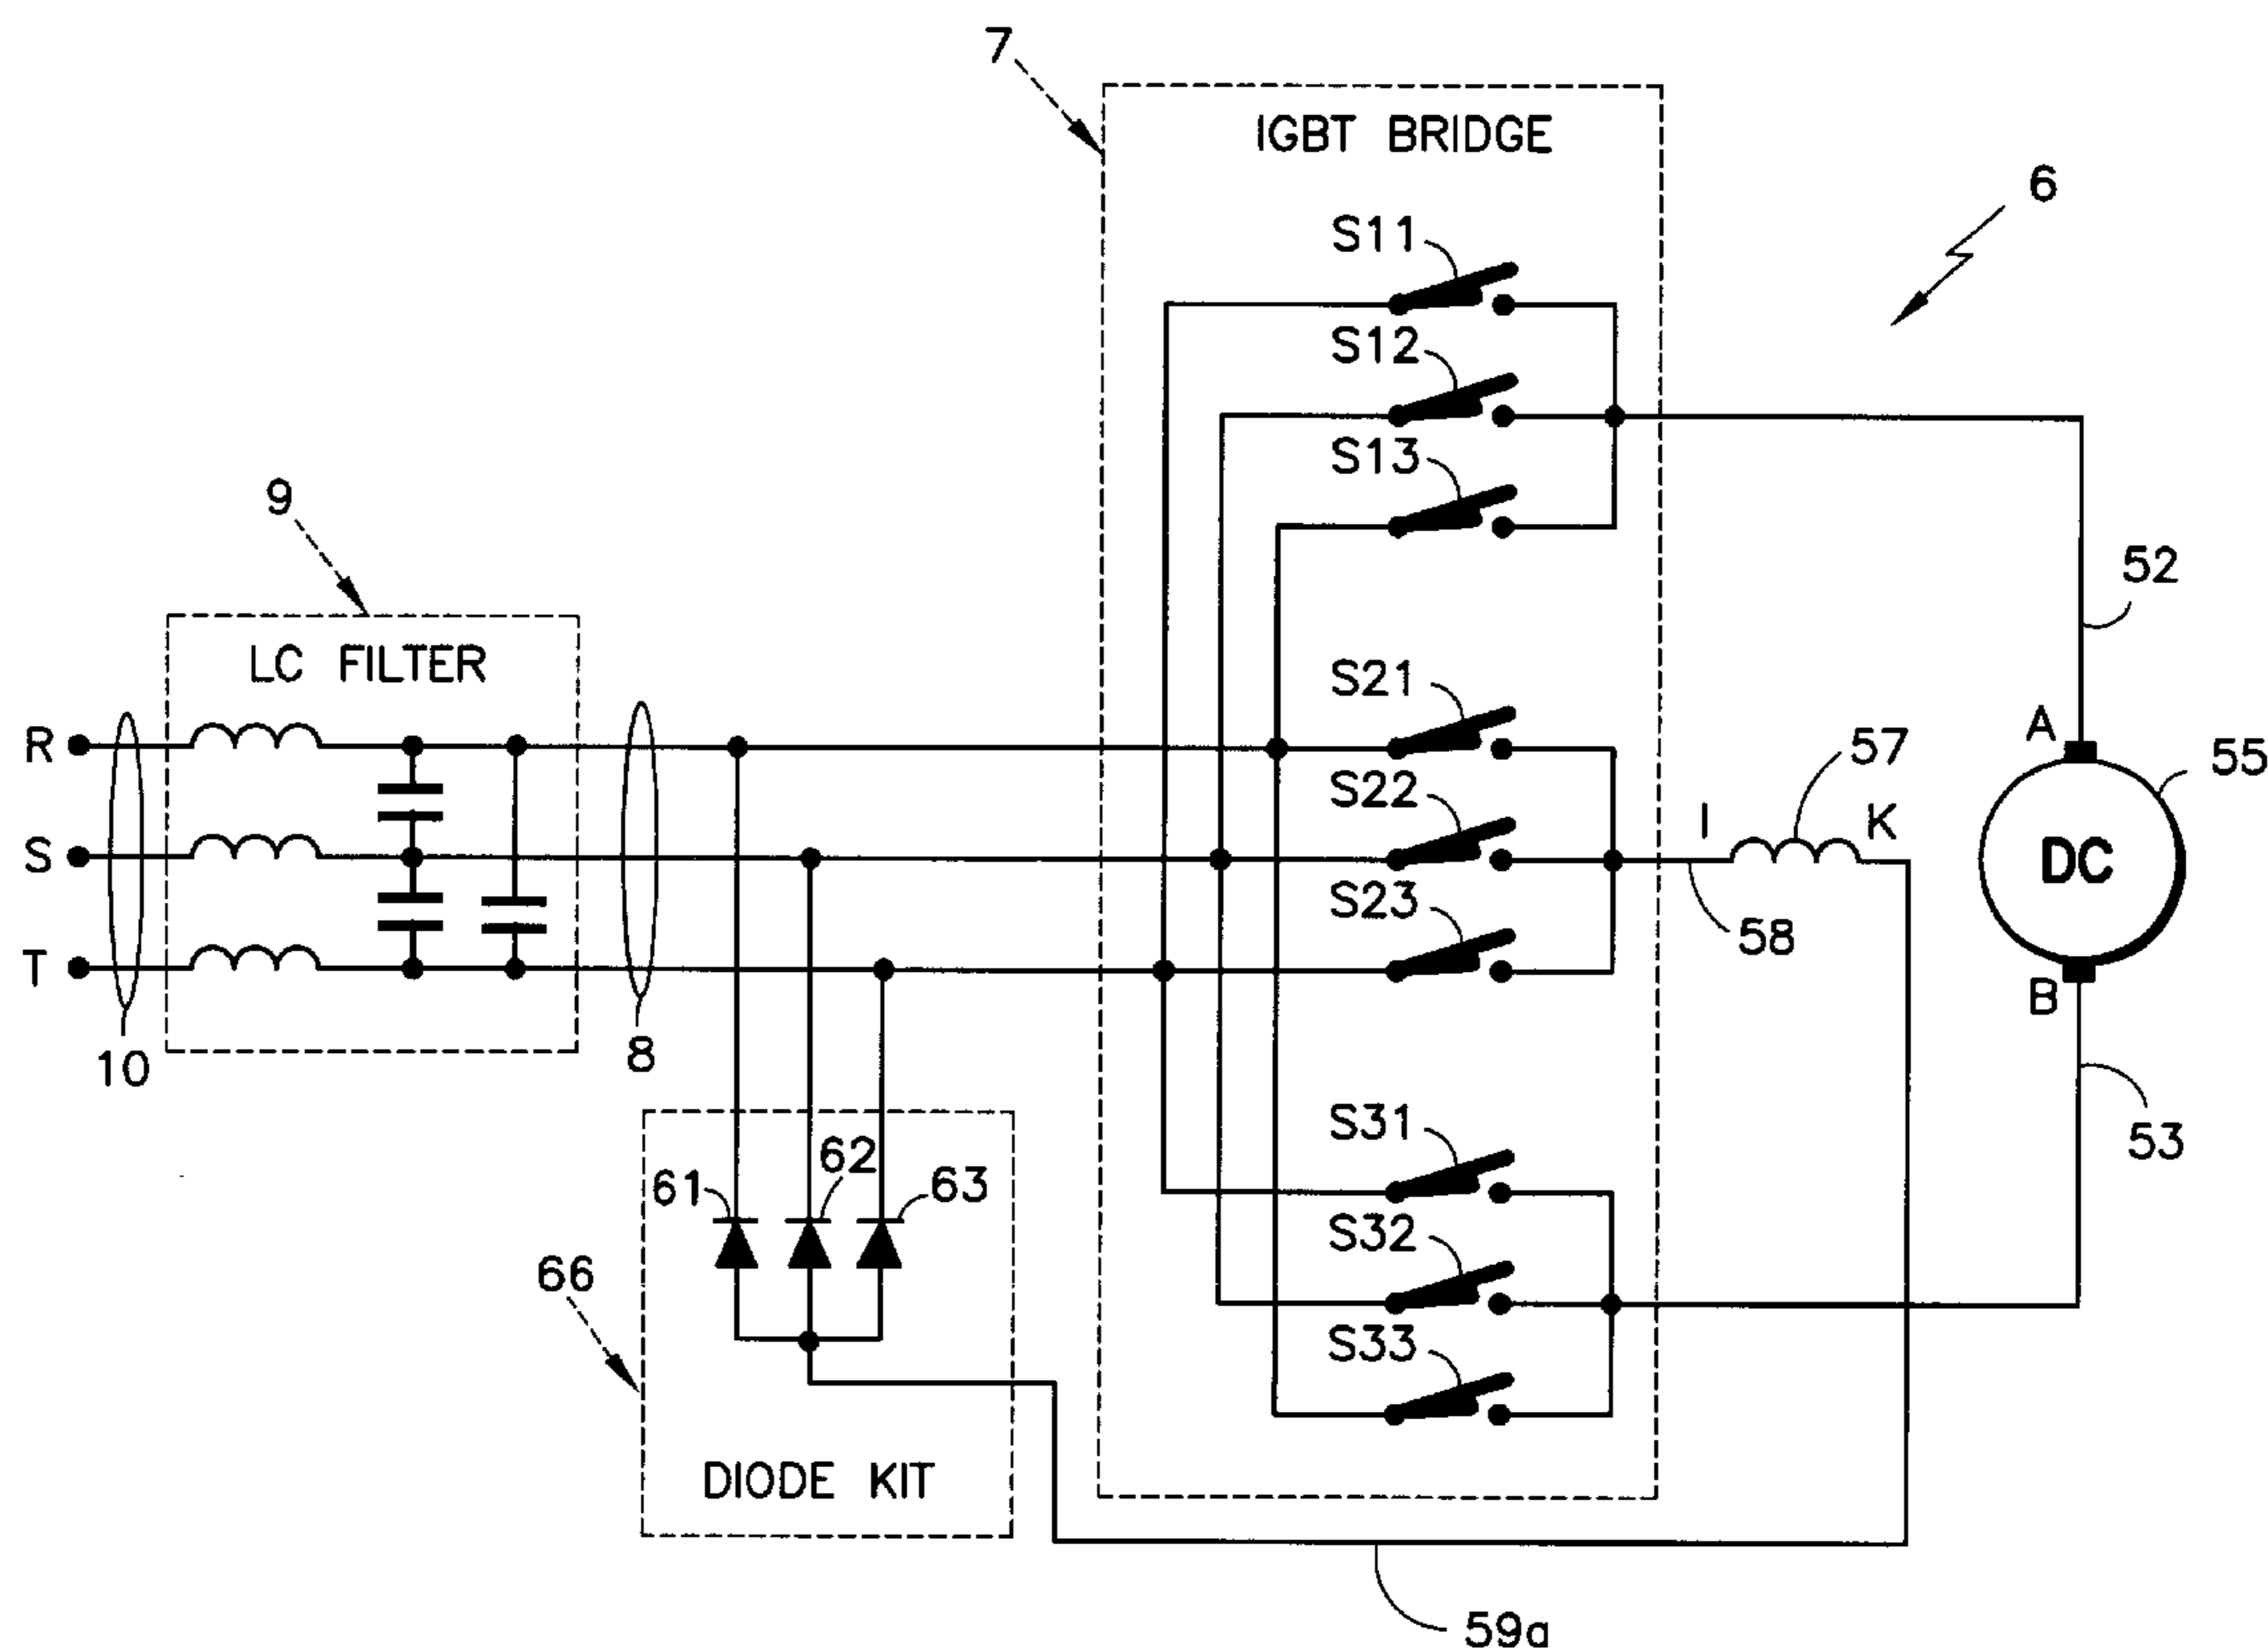 7
IGBT BRIDGE
6
S11
S12
S13
9
52
LC FILTER
S21
R
A
57
55
S22
I
K
S
DC
S23
58
T
B
10
8
S31
53
61
62
63
S32
66
S33
DIODE KIT
59a